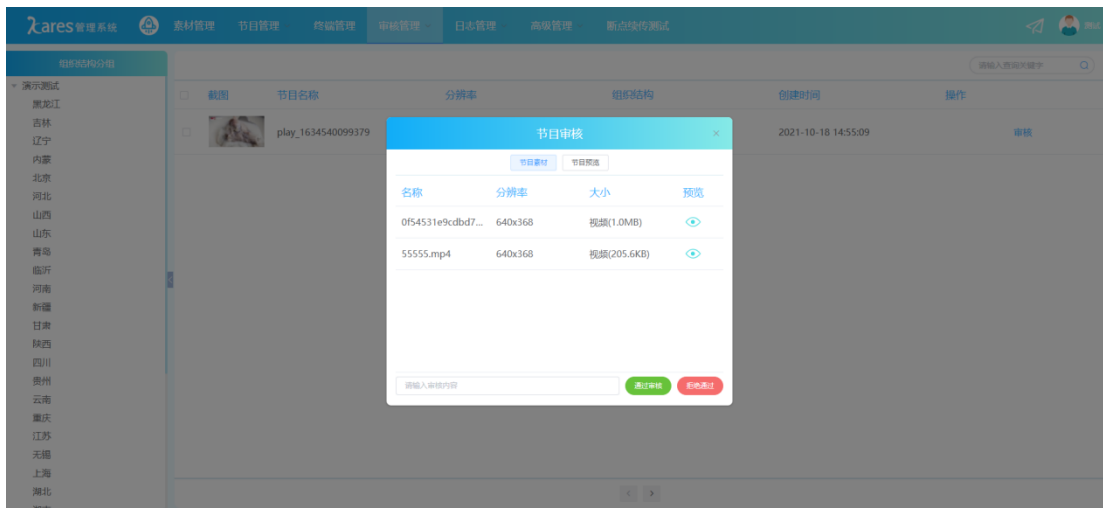 kares管理系统 素材管理 节目管理 终端管理 审核管理 日志管理 高级管理 断点续传测试 测试
组织结构分组
请输入查询关键字
演示测试
黑龙江
吉林
辽宁
内蒙
北京
河北
山西
山东
青岛
临沂
河南
新疆
甘肃
陕西
四川
贵州
云南
重庆
江苏
无锡
上海
湖北
截图 节目名称 分辨率 组织结构 创建时间 操作
play_1634540099379 2021-10-18 14:55:09 审核
节目审核 ×
节目素材 节目预览
名称 分辨率 大小 预览
0f54531e9cdbd7... 640x368 视频(1.0MB)
55555.mp4 640x368 视频(205.6KB)
请输入审核内容 通过审核 拒绝通过
< >